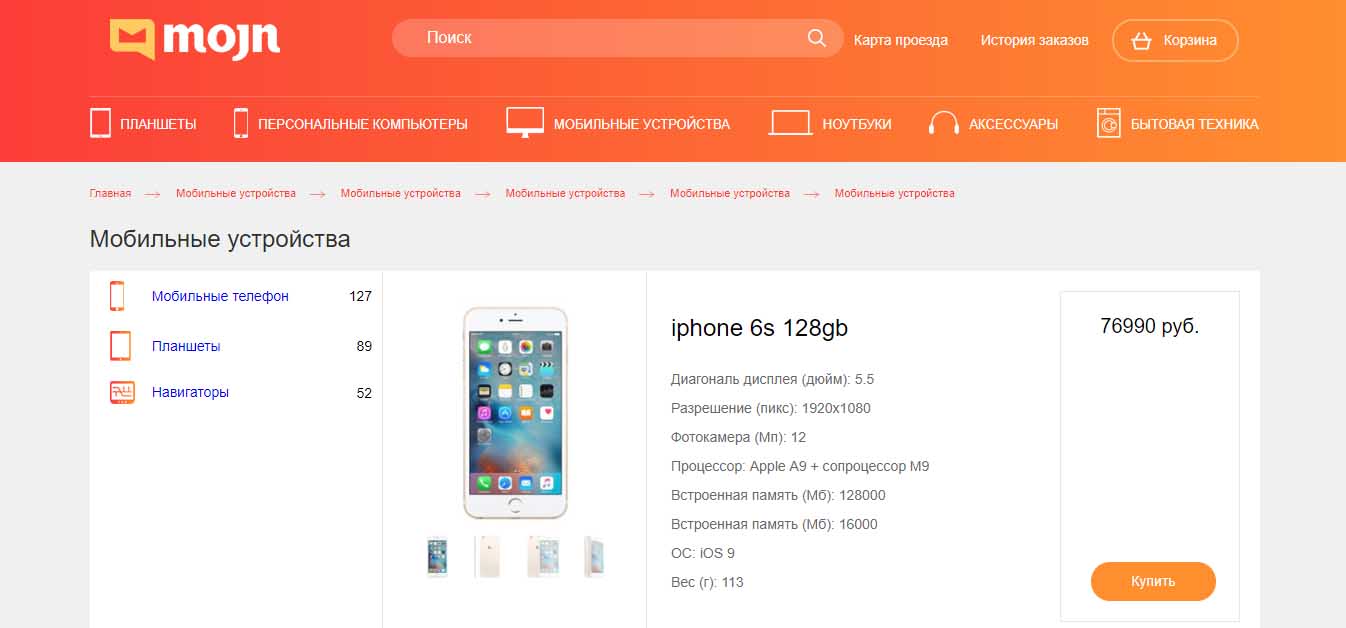 mojn
Поиск
Карта проезда
История заказов
Корзина
ПЛАНШЕТЫ
ПЕРСОНАЛЬНЫЕ КОМПЬЮТЕРЫ
МОБИЛЬНЫЕ УСТРОЙСТВА
НОУТБУКИ
АКСЕССУАРЫ
БЫТОВАЯ ТЕХНИКА
Главная → Мобильные устройства → Мобильные устройства → Мобильные устройства → Мобильные устройства → Мобильные устройства
Мобильные устройства
Мобильные телефон 127
Планшеты 89
Навигаторы 52
iphone 6s 128gb
Диагональ дисплея (дюйм): 5.5
Разрешение (пикс): 1920x1080
Фотокамера (Мп): 12
Процессор: Apple A9 + сопроцессор M9
Встроенная память (Мб): 128000
Встроенная память (Мб): 16000
ОС: iOS 9
Вес (г): 113
76990 руб.
Купить